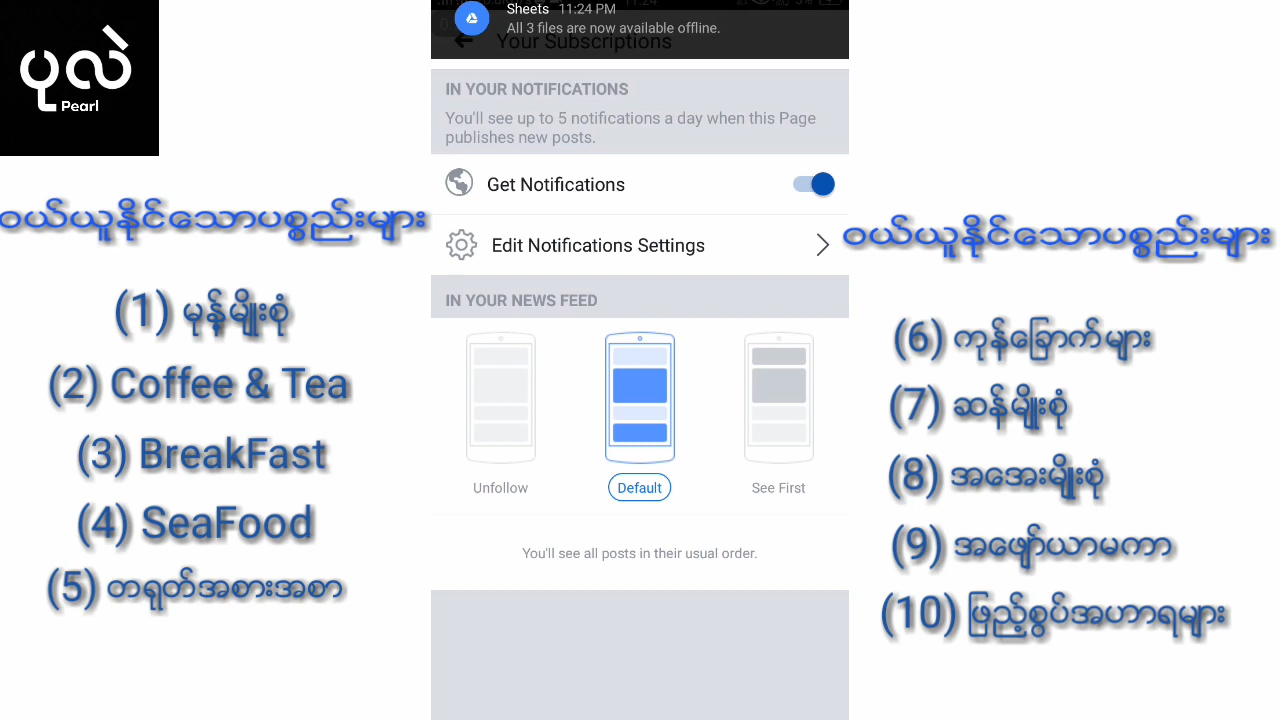 ပုလဲ
Pearl
ဝယ်ယူနိုင်သောပစ္စည်းများ
(1) မုန့်မျိုးစုံ
(2) Coffee & Tea
(3) BreakFast
(4) SeaFood
(5) တရုတ်အစားအစာ
Sheets 11:24 PM
All 3 files are now available offline.
Your Subscriptions
IN YOUR NOTIFICATIONS
You'll see up to 5 notifications a day when this Page
publishes new posts.
Get Notifications
Edit Notifications Settings
IN YOUR NEWS FEED
Unfollow Default See First
You'll see all posts in their usual order.
ဝယ်ယူနိုင်သောပစ္စည်းများ
(6) ကုန်ခြောက်များ
(7) ဆန်မျိုးစုံ
(8) အအေးမျိုးစုံ
(9) အဖျော်ယာမကာ
(10) ဖြည့်စွပ်အဟာရများ